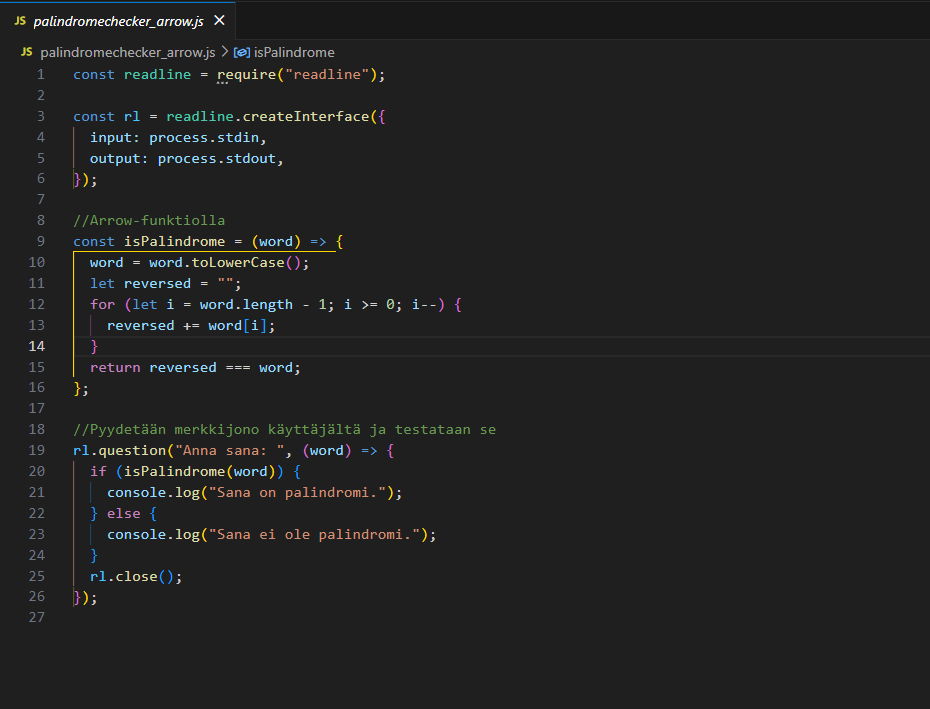 JS palindromechecker_arrow.js ×
JS palindromechecker_arrow.js > isPalindrome
1 const readline = require("readline");
2
3 const rl = readline.createInterface({
4   input: process.stdin,
5   output: process.stdout,
6 });
7
8 //Arrow-funktiolla
9 const isPalindrome = (word) => {
10   word = word.toLowerCase();
11   let reversed = "";
12   for (let i = word.length - 1; i >= 0; i--) {
13     reversed += word[i];
14   }
15   return reversed === word;
16 };
17
18 //Pyydetään merkkijono käyttäjältä ja testataan se
19 rl.question("Anna sana: ", (word) => {
20   if (isPalindrome(word)) {
21     console.log("Sana on palindromi.");
22   } else {
23     console.log("Sana ei ole palindromi.");
24   }
25   rl.close();
26 });
27